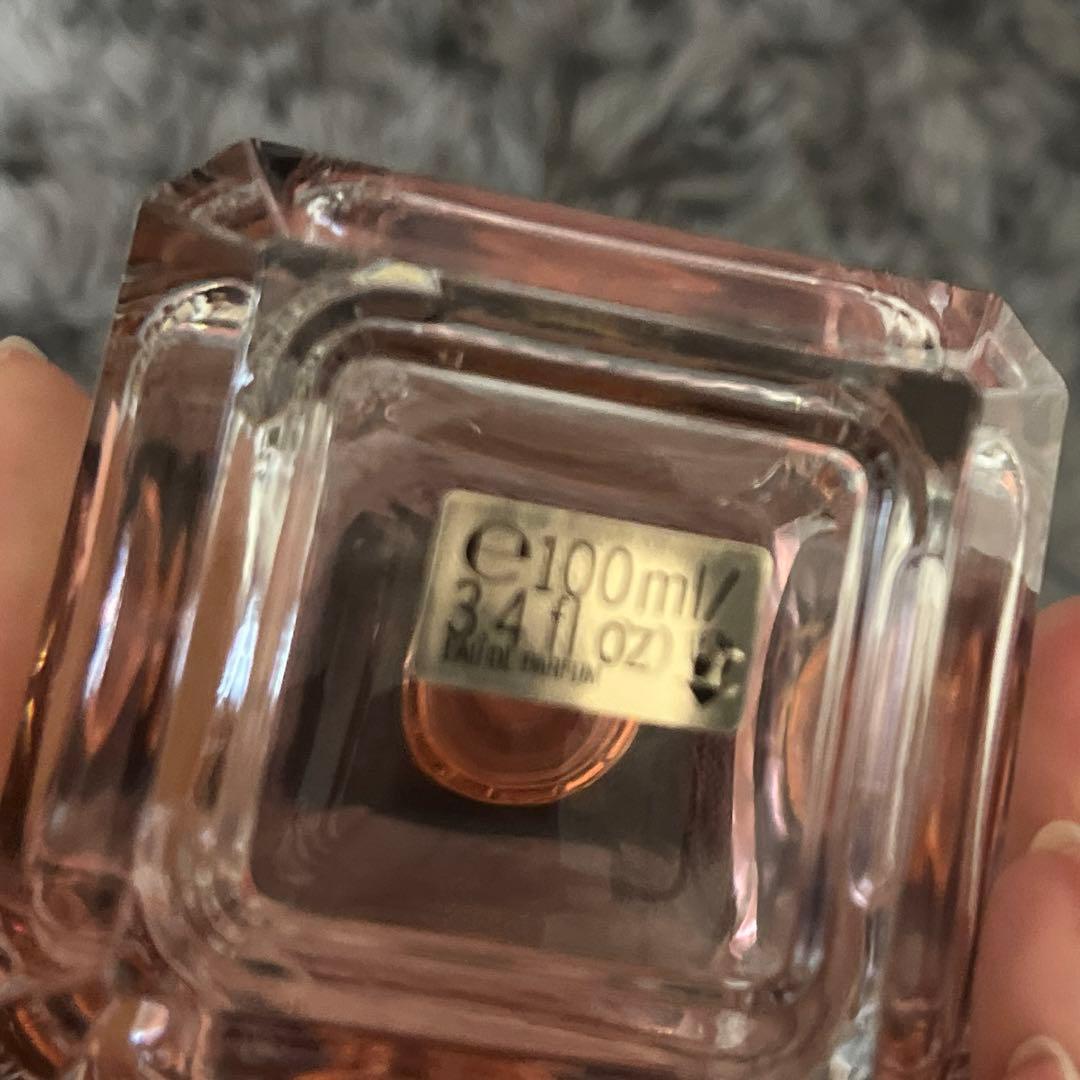 e 100ml/
3.4 fl oz
EAU DE PARFUM